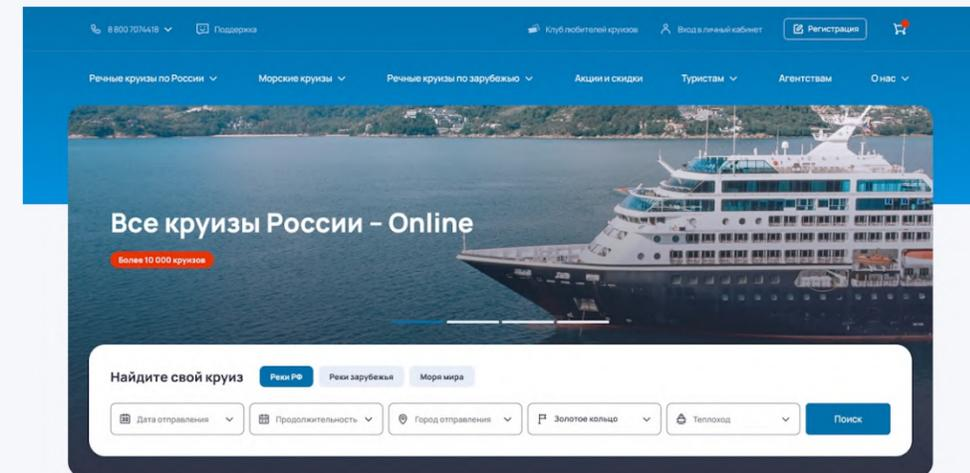 8 800 7074418
Поддержка
Клуб любителей круизов
Вход в личный кабинет
Регистрация
Речные круизы по России
Морские круизы
Речные круизы по зарубежью
Акции и скидки
Туристам
Агентствам
О нас
Все круизы России – Online
Более 10 000 круизов
Найдите свой круиз
Реки РФ
Реки зарубежья
Моря мира
Дата отправления
Продолжительность
Город отправления
Золотое кольцо
Теплоход
Поиск